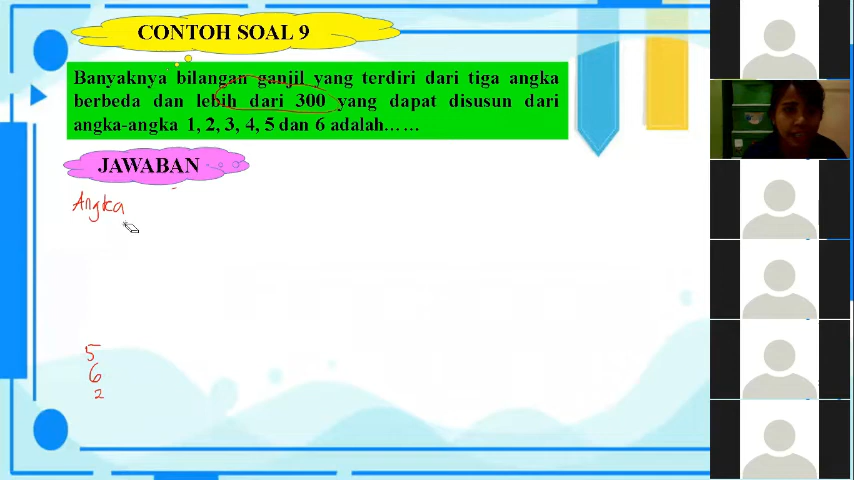 CONTOH SOAL 9
Banyaknya bilangan ganjil yang terdiri dari tiga angka
berbeda dan lebih dari 300 yang dapat disusun dari
angka-angka 1, 2, 3, 4, 5 dan 6 adalah……
JAWABAN
Angka
5
6
2